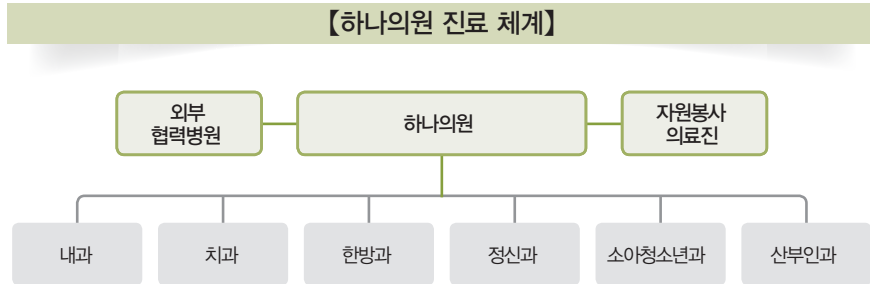 【하나의원 진료 체계】
외부
협력병원
하나의원
자원봉사
의료진
내과
치과
한방과
정신과
소아청소년과
산부인과